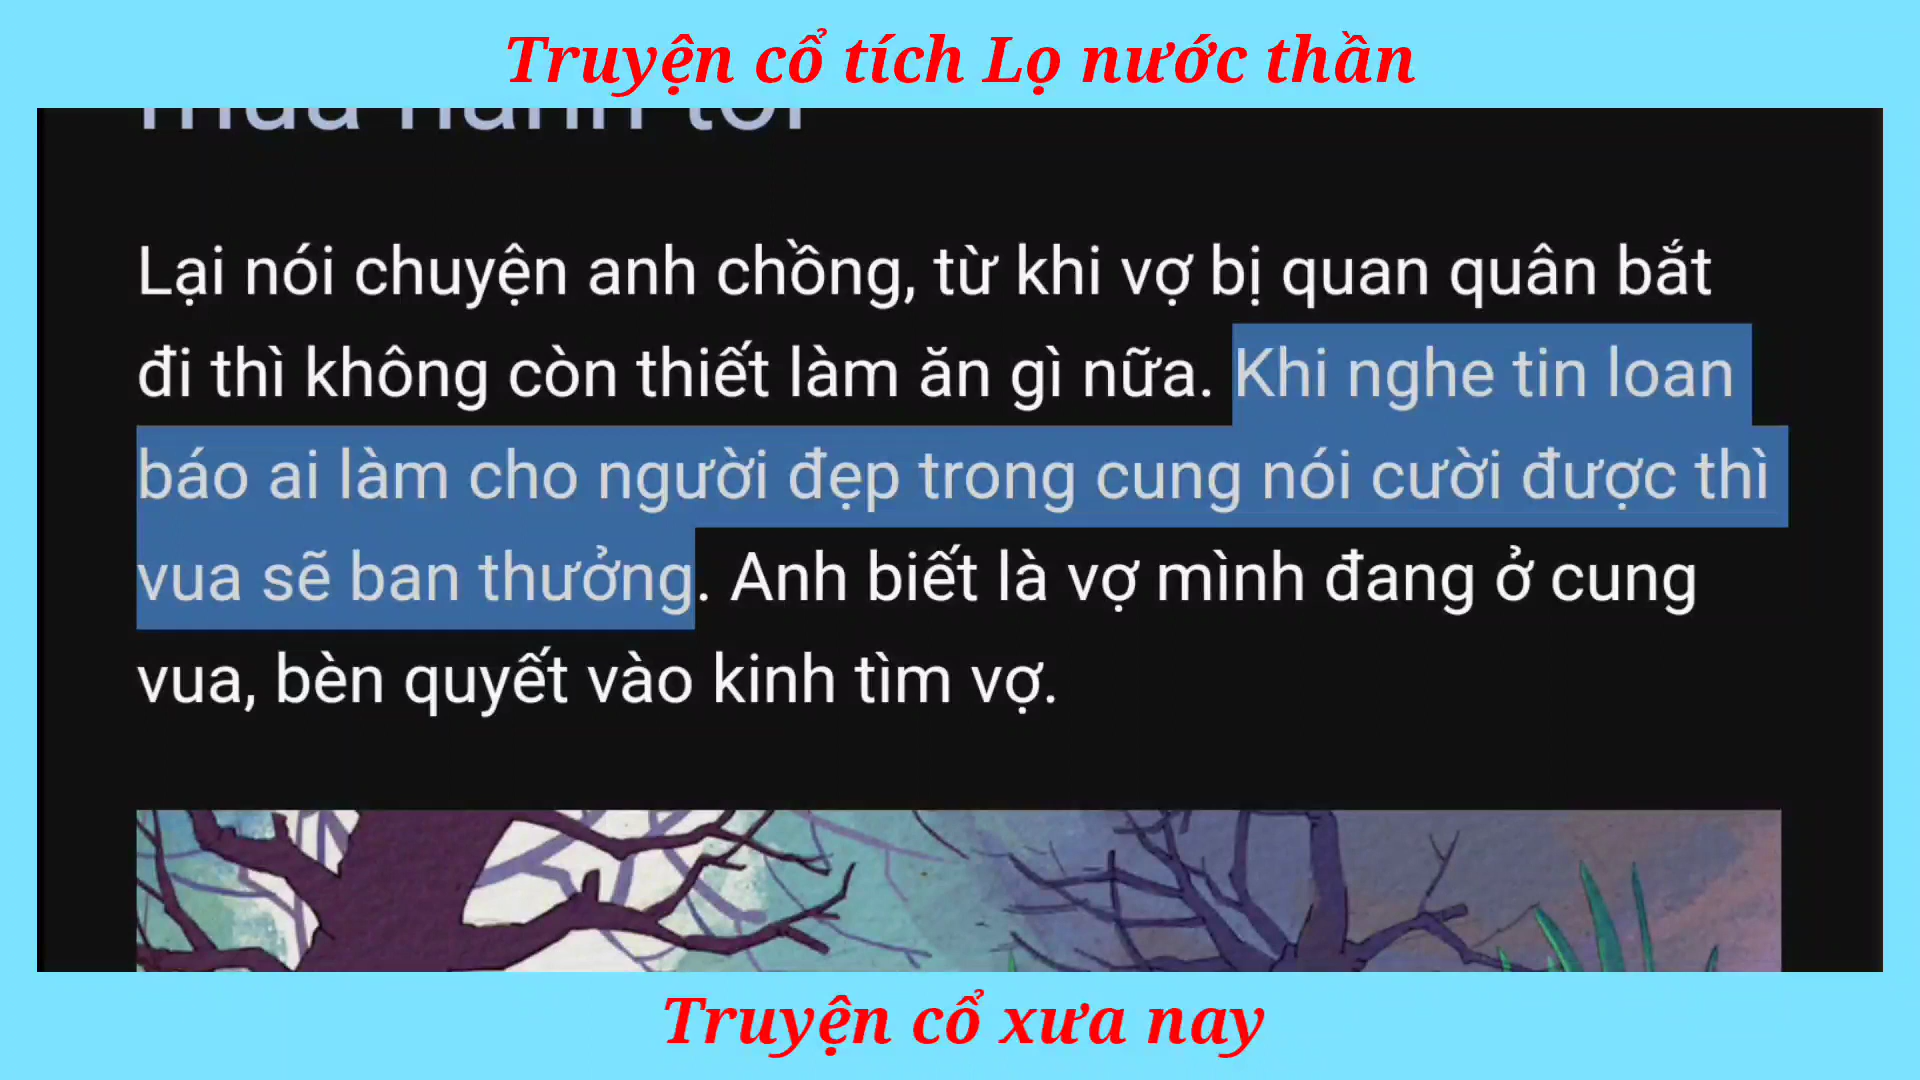 Truyện cổ tích Lọ nước thần
Lại nói chuyện anh chồng, từ khi vợ bị quan quân bắt
đi thì không còn thiết làm ăn gì nữa. Khi nghe tin loan
báo ai làm cho người đẹp trong cung nói cười được thì
vua sẽ ban thưởng. Anh biết là vợ mình đang ở cung
vua, bèn quyết vào kinh tìm vợ.
Truyện cổ xưa nay